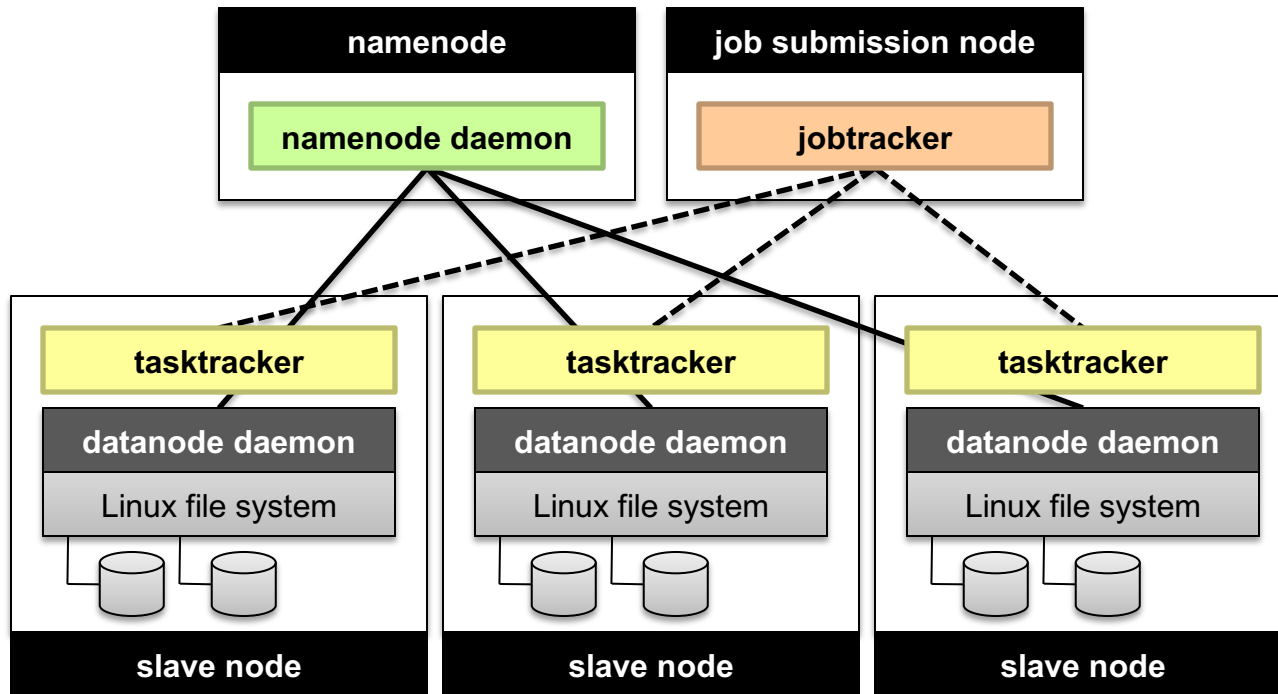 namenode
job submission node
namenode daemon
jobtracker
tasktracker
tasktracker
tasktracker
datanode daemon
datanode daemon
datanode daemon
Linux file system
Linux file system
Linux file system
slave node
slave node
slave node